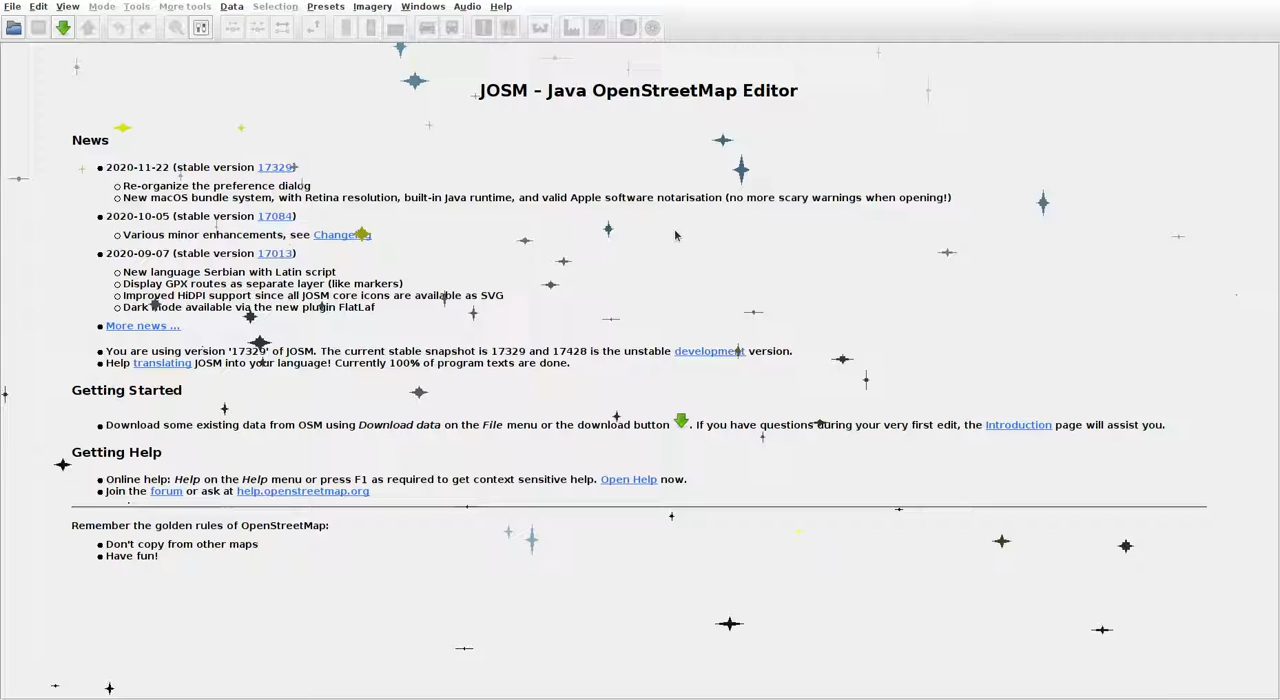 File Edit View Mode Tools More tools Data Selection Presets Imagery Windows Audio Help
JOSM – Java OpenStreetMap Editor
News
2020-11-22 (stable version 17329)
Re-organize the preference dialog
New macOS bundle system, with Retina resolution, built-in Java runtime, and valid Apple software notarisation (no more scary warnings when opening!)
2020-10-05 (stable version 17084)
Various minor enhancements, see Changelog
2020-09-07 (stable version 17013)
New language Serbian with Latin script
Display GPX routes as separate layer (like markers)
Improved HiDPI support since all JOSM core icons are available as SVG
Dark mode available via the new plugin FlatLaf
More news ...
You are using version '17329' of JOSM. The current stable snapshot is 17329 and 17428 is the unstable development version.
Help translating JOSM into your language! Currently 100% of program texts are done.
Getting Started
Download some existing data from OSM using Download data on the File menu or the download button . If you have questions during your very first edit, the Introduction page will assist you.
Getting Help
Online help: Help on the Help menu or press F1 as required to get context sensitive help. Open Help now.
Join the forum or ask at help.openstreetmap.org
Remember the golden rules of OpenStreetMap:
Don't copy from other maps
Have fun!